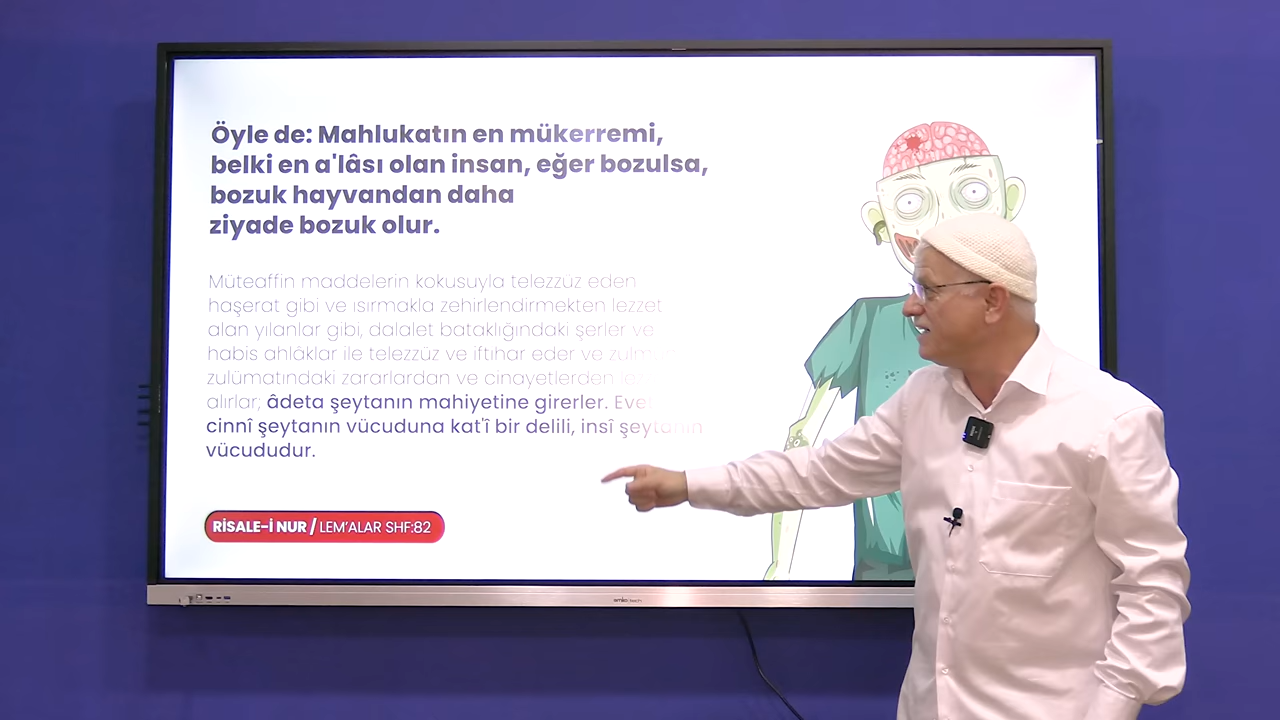 Öyle de: Mahlukatın en mükerremi,
belki en a'lâsı olan insan, eğer bozulsa,
bozuk hayvandan daha
ziyade bozuk olur.
Müteaffin maddelerin kokusuyla telezzüz eden
haşerat gibi ve ısırmakla zehirlendirmekten lezzet
alan yılanlar gibi, dalalet bataklığındaki şerler ve
habis ahlâklar ile telezzüz ve iftihar eder ve
zulümatındaki zararlardan ve cinayetlerden
alırlar; âdeta şeytanın mahiyetine girerler.
cinnî şeytanın vücuduna kat'î bir delili, insî şeytanın
vücududur.
RİSALE-İ NUR / LEM'ALAR SHF:82